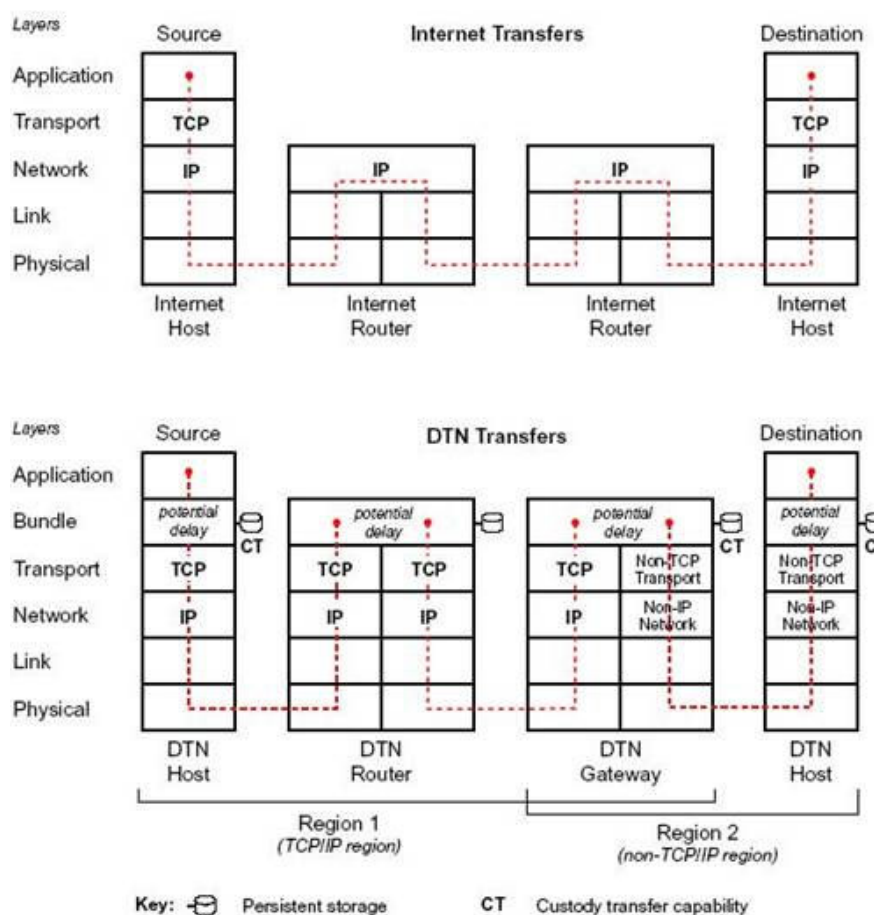 Layers
Source
Internet Transfers
Destination
Application
Transport
TCP
TCP
Network
IP
IP
IP
IP
Link
Physical
Internet
Host
Internet
Router
Internet
Router
Internet
Host
Layers
Source
DTN Transfers
Destination
Application
Bundle
potential
delay
CT
potential
delay
potential
delay
CT
potential
delay
C
Transport
TCP
TCP
TCP
TCP
Non-TCP
Transport
Non-TCP
Transport
Network
IP
IP
IP
IP
Non-IP
Network
Non-IP
Network
Link
Physical
DTN
Host
DTN
Router
DTN
Gateway
DTN
Host
Region 1
(TCP/IP region)
Region 2
(non-TCP/IP region)
Key: Persistent storage CT Custody transfer capability